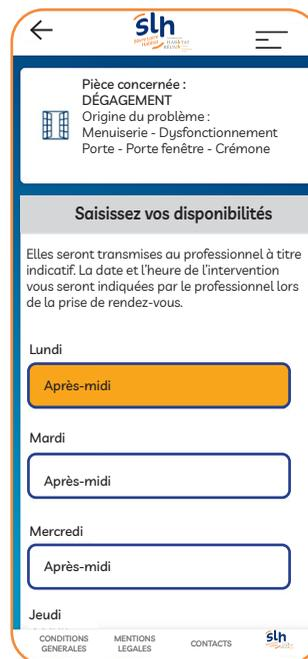 slh
Pièce concernée :
DÉGAGEMENT
Origine du problème :
Menuiserie - Dysfonctionnement
Porte - Porte fenêtre - Crémone
Saisissez vos disponibilités
Elles seront transmises au professionnel à titre
indicatif. La date et l'heure de l'intervention
vous seront indiquées par le professionnel lors
de la prise de rendez-vous.
Lundi
Après-midi
Mardi
Après-midi
Mercredi
Après-midi
Jeudi
CONDITIONS
GENERALES
MENTIONS
LEGALES
CONTACTS
slh